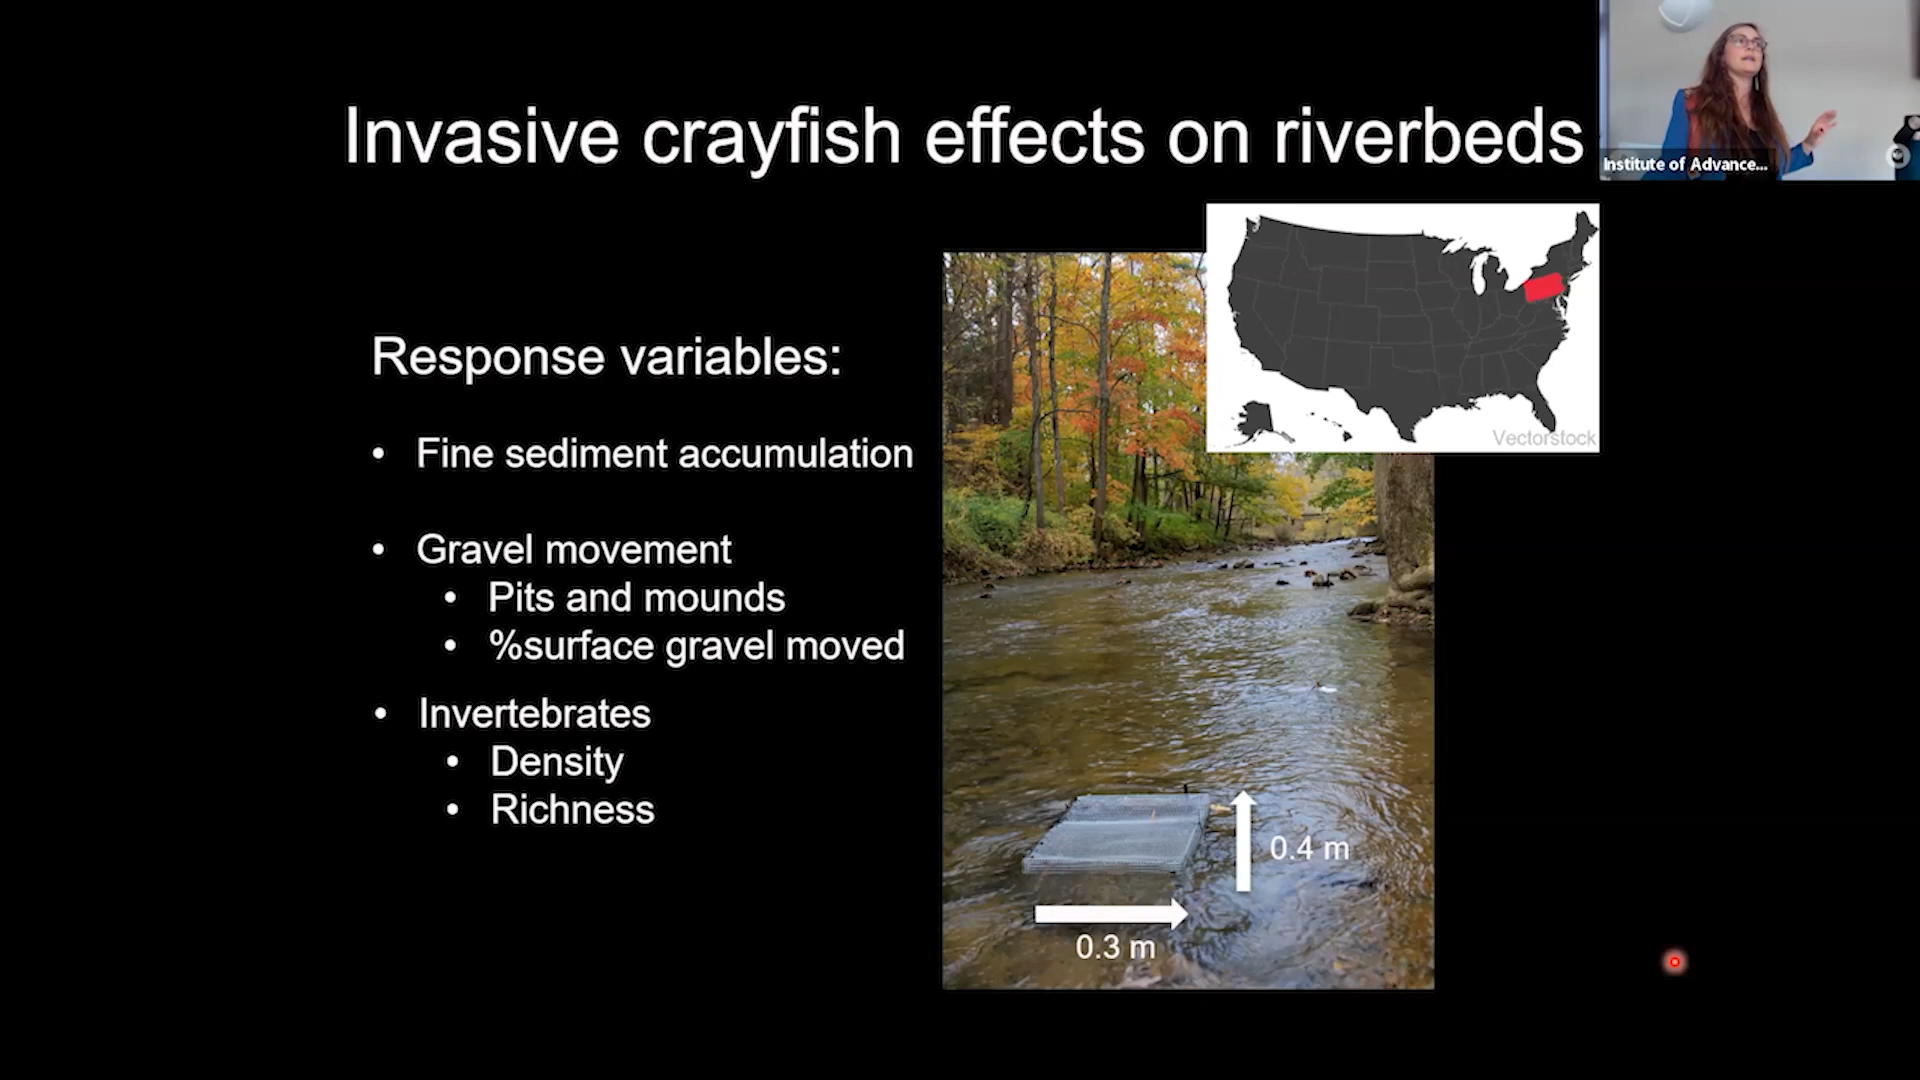 Invasive crayfish effects on riverbeds
Institute of Advance...
Vectorstock
Response variables:
• Fine sediment accumulation
• Gravel movement
• Pits and mounds
• %surface gravel moved
• Invertebrates
• Density
• Richness
0.4 m
0.3 m